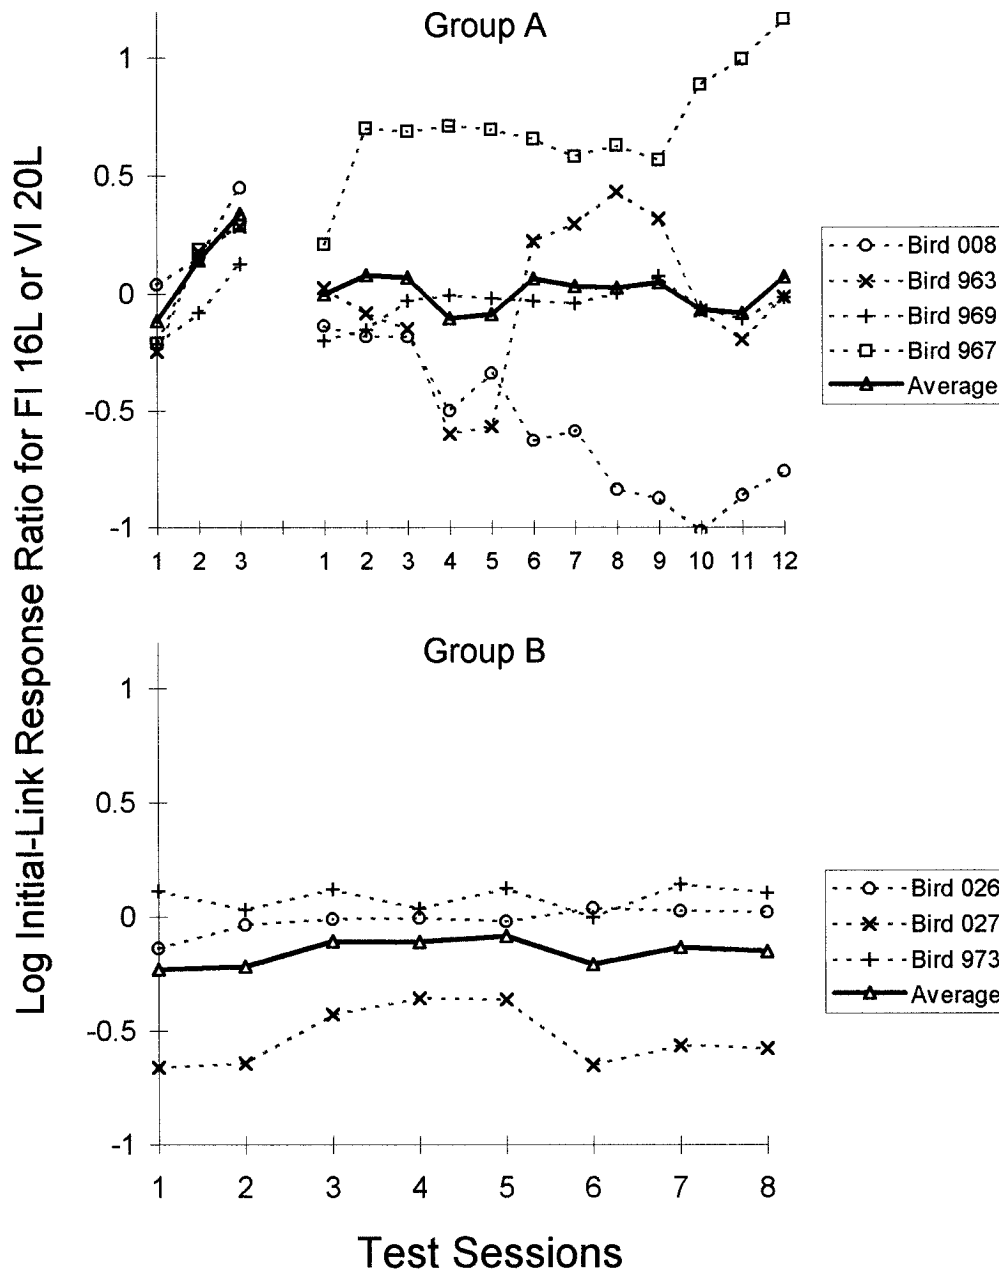 Log Initial-Link Response Ratio for FI 16L or VI 20L
Group A
1
0.5
0
-0.5
-1
1 2 3 1 2 3 4 5 6 7 8 9 10 11 12
Bird 008
Bird 963
Bird 969
Bird 967
Average
Group B
1
0.5
0
-0.5
-1
1 2 3 4 5 6 7 8
Bird 026
Bird 027
Bird 973
Average
Test Sessions